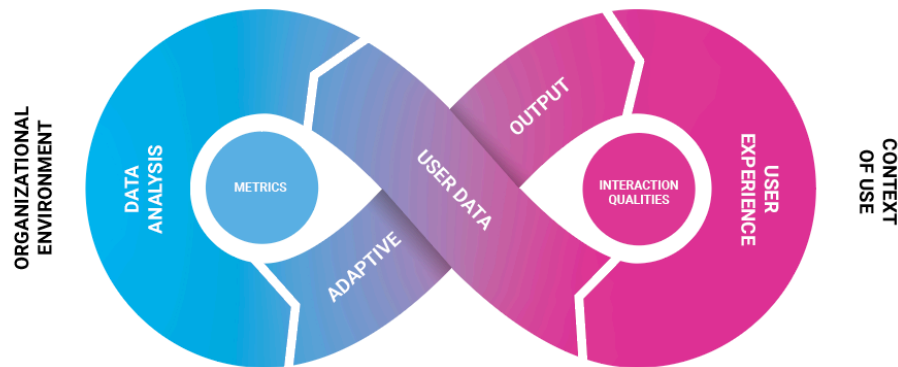 ORGANIZATIONAL
ENVIRONMENT
DATA
ANALYSIS
METRICS
ADAPTIVE
USER DATA
OUTPUT
INTERACTION
QUALITIES
USER
EXPERIENCE
CONTEXT
OF USE